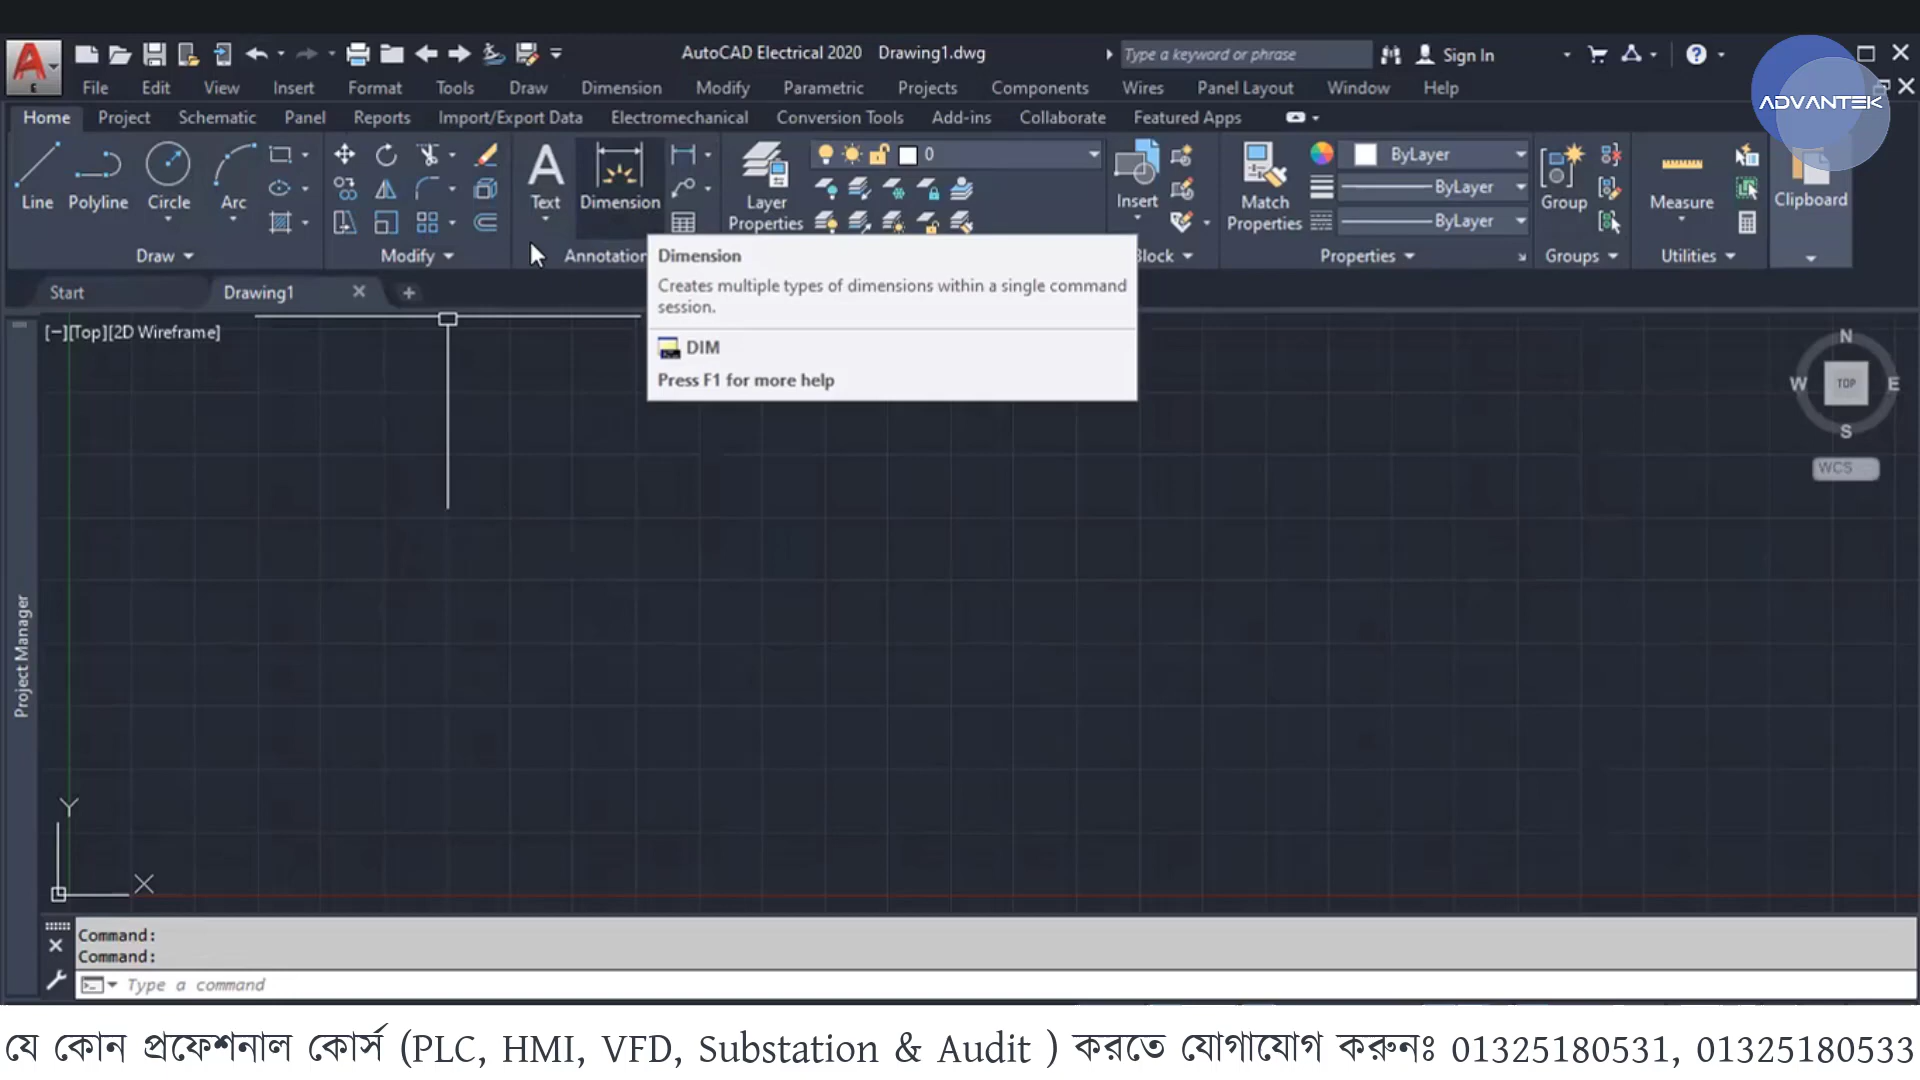 AutoCAD Electrical 2020 Drawing1.dwg
Type a keyword or phrase
Sign In
File Edit View Insert Format Tools Draw Dimension Modify Parametric Projects Components Wires Panel Layout Window Help
ADVANTEK
Home Project Schematic Panel Reports Import/Export Data Electromechanical Conversion Tools Add-ins Collaborate Featured Apps
0
ByLayer
ByLayer
ByLayer
Line Polyline Circle Arc
Text Dimension
Layer Properties
Insert
Match Properties
Group
Measure
Clipboard
Draw
Modify
Annotation
Block
Properties
Groups
Utilities
Dimension
Creates multiple types of dimensions within a single command
session.
DIM
Press F1 for more help
Start Drawing1
[−][Top][2D Wireframe]
N
W TOP E
S
WCS
Project Manager
Y
X
Command:
Command:
Type a command
যে কোন প্রফেশনাল কোর্স (PLC, HMI, VFD, Substation & Audit ) করতে যোগাযোগ করুনঃ 01325180531, 01325180533